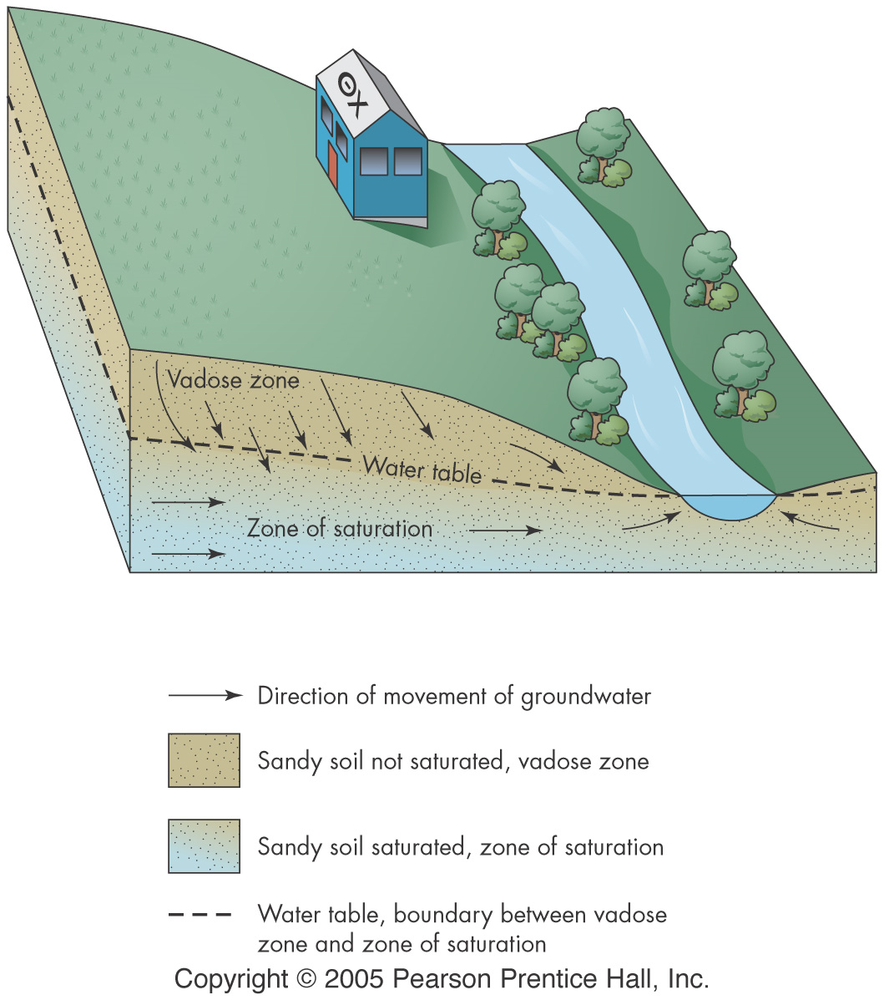 ΘX
Vadose zone
Water table
Zone of saturation
Direction of movement of groundwater
Sandy soil not saturated, vadose zone
Sandy soil saturated, zone of saturation
Water table, boundary between vadose
zone and zone of saturation
Copyright © 2005 Pearson Prentice Hall, Inc.